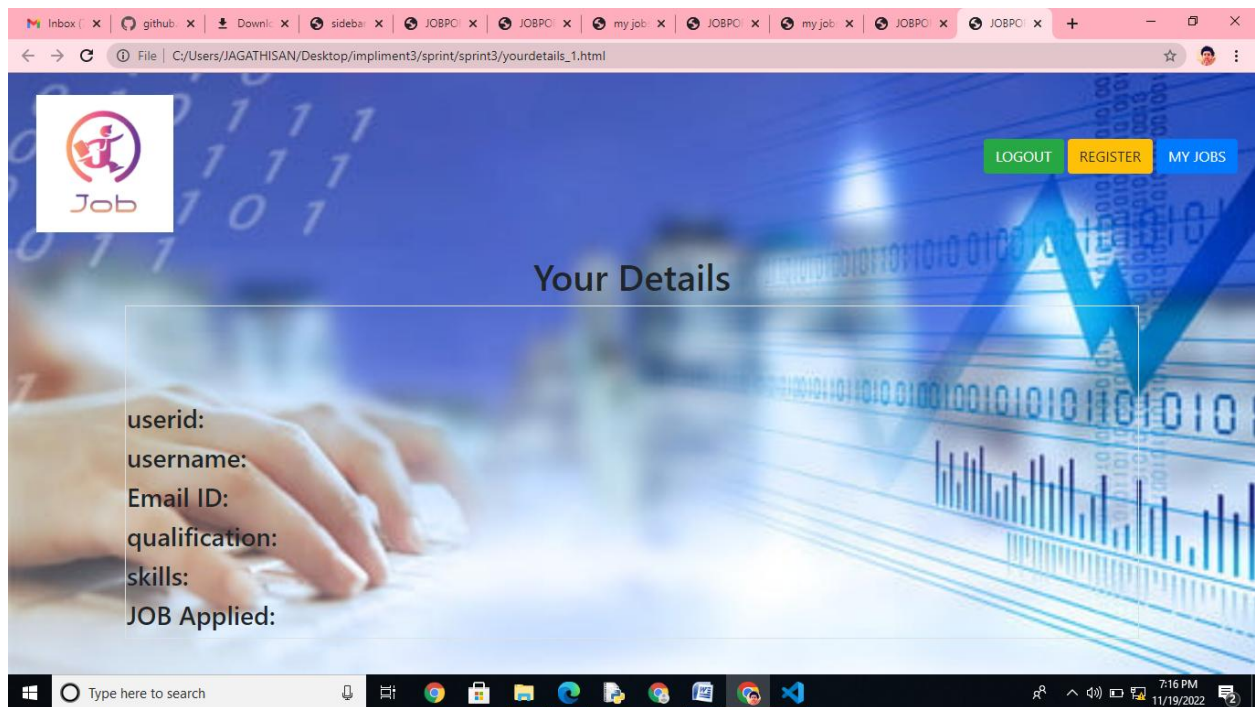 Inbox (
github.
Downlo
sidebar
JOBPO
JOBPO
my job
JOBPO
my job
JOBPO
JOBPO
File | C:/Users/JAGATHISAN/Desktop/impliment3/sprint/sprint3/yourdetails_1.html
Job
LOGOUT
REGISTER
MY JOBS
Your Details
userid:
username:
Email ID:
qualification:
skills:
JOB Applied:
Type here to search
7:16 PM
11/19/2022
2